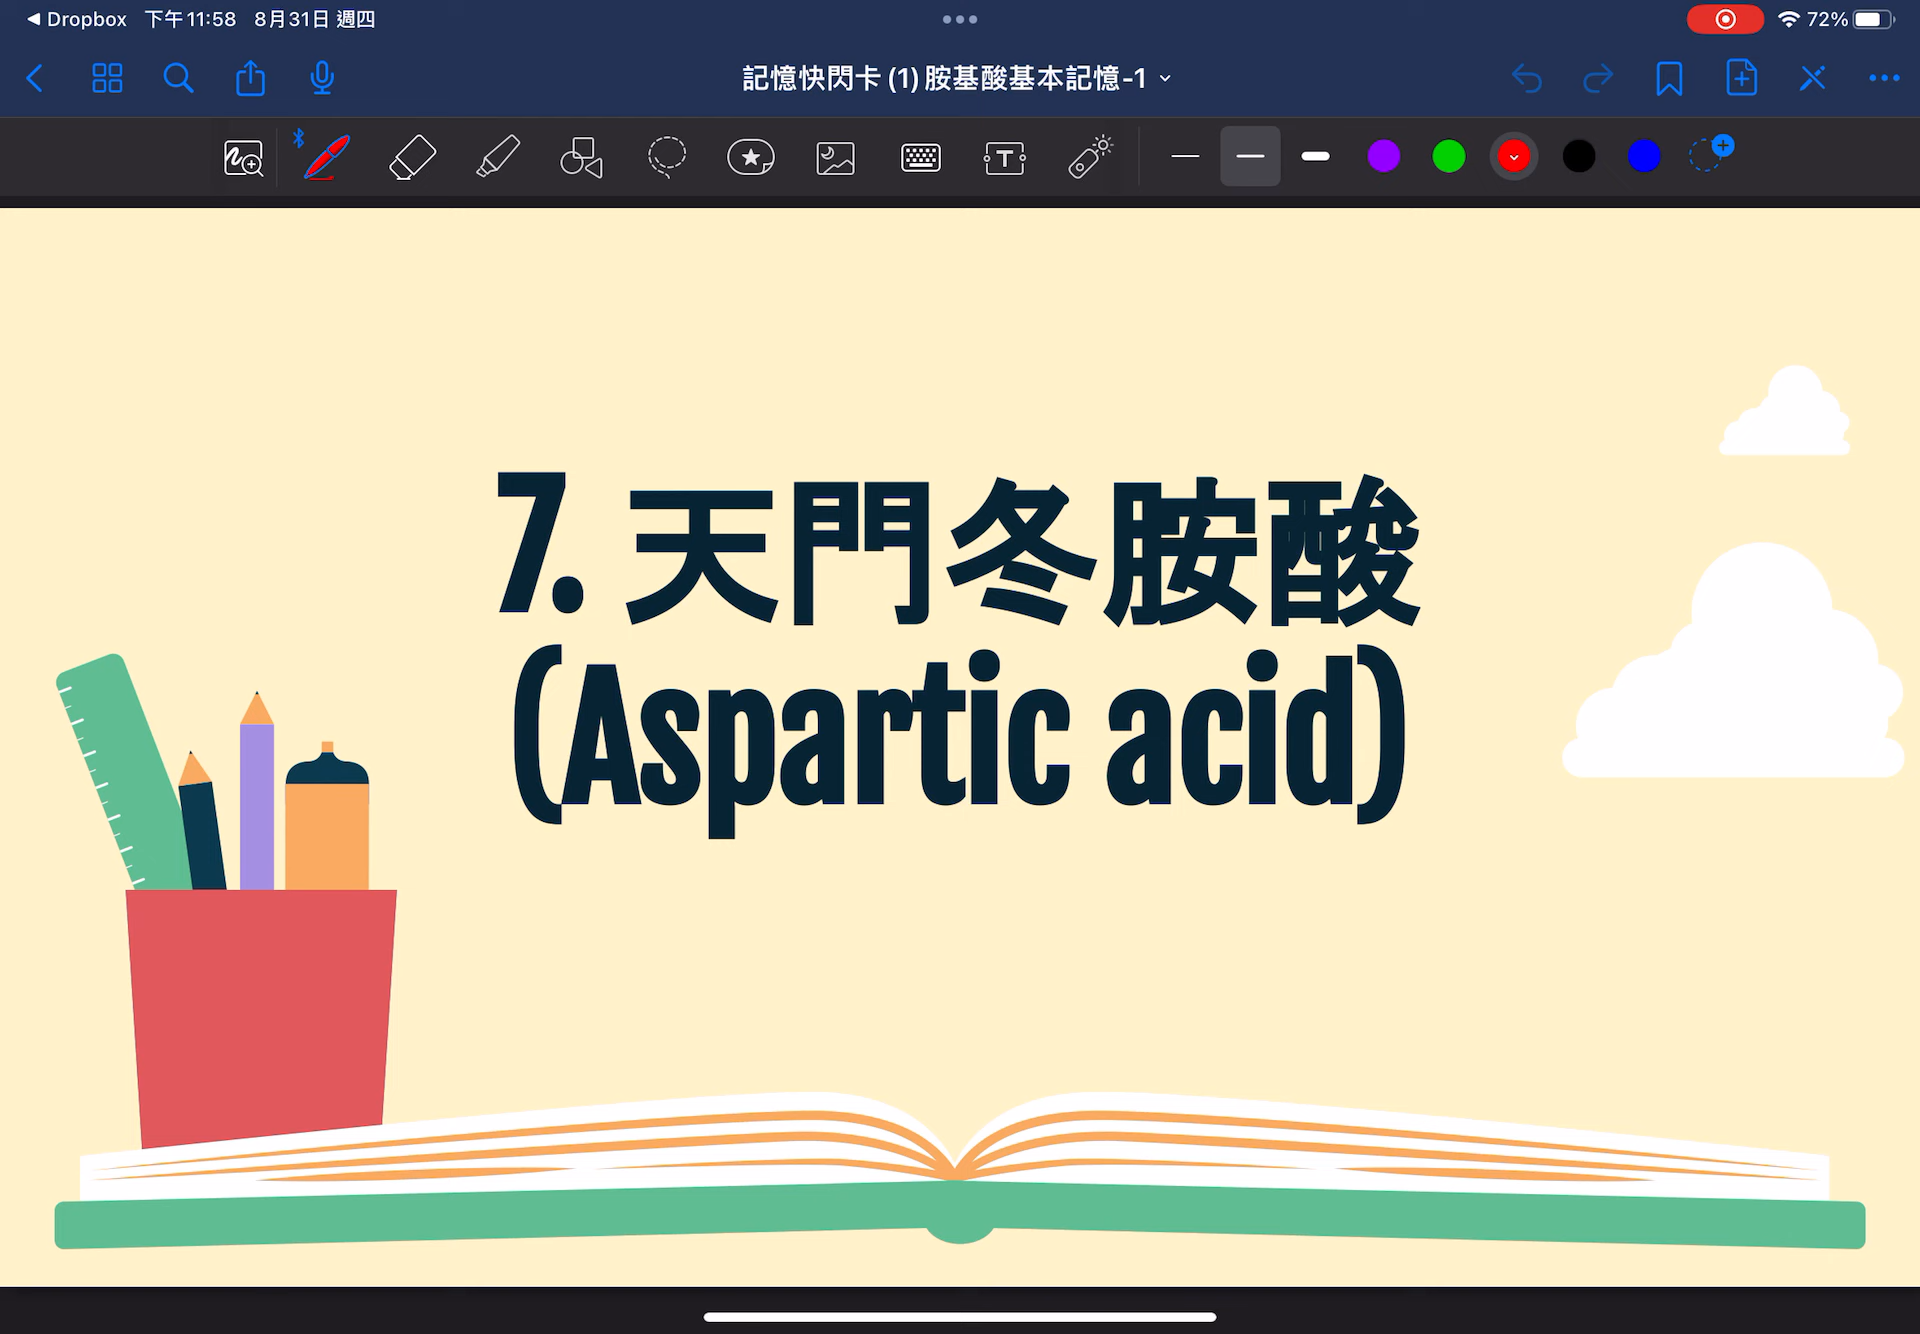 Dropbox 下午11:58 8月31日 週四
72%
記憶快閃卡 (1) 胺基酸基本記憶-1
T
7. 天門冬胺酸
(Aspartic acid)